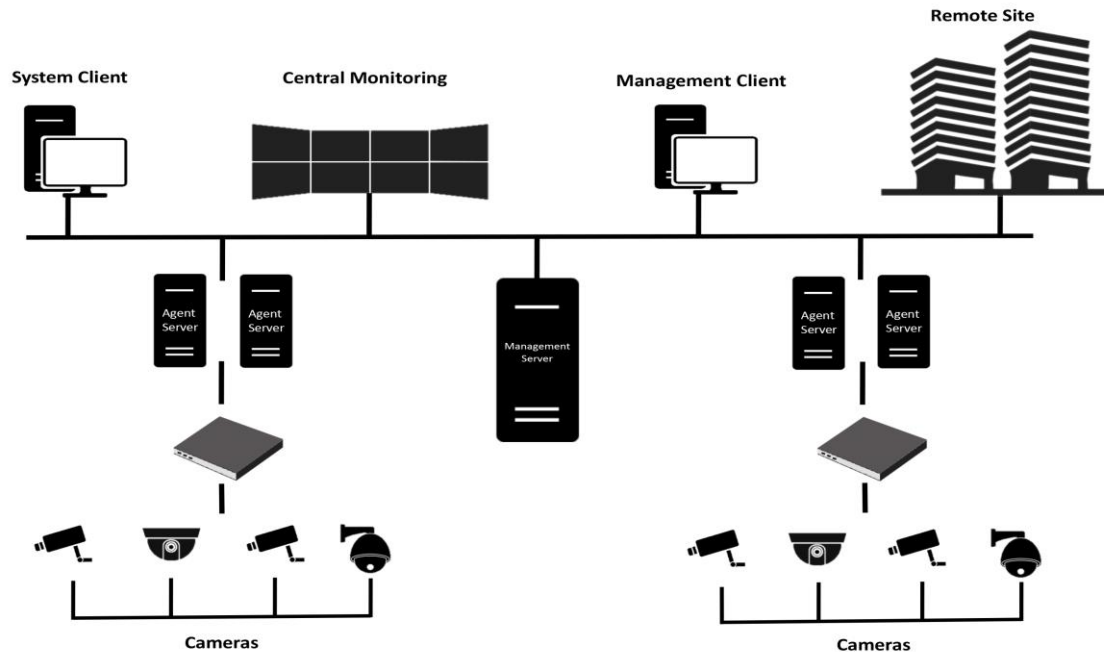 Remote Site
System Client
Central Monitoring
Management Client
Agent
Server
Agent
Server
Management
Server
Agent
Server
Agent
Server
Cameras
Cameras